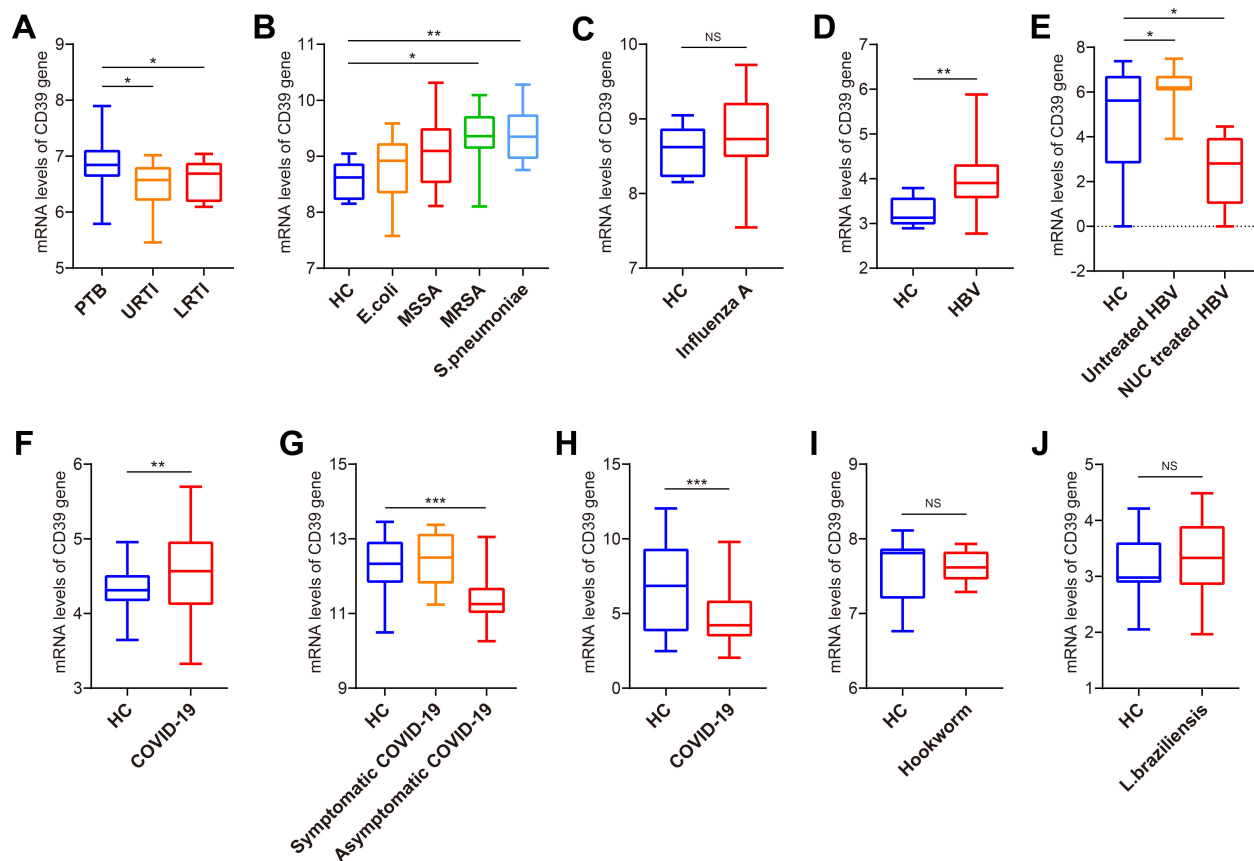 A
mRNA levels of CD39 gene
9
8
7
6
5
*
*
PTB
URTI
LRTI
B
mRNA levels of CD39 gene
11
10
9
8
7
**
*
HC
E.coli
MSSA
MRSA
S.pneumoniae
C
mRNA levels of CD39 gene
10
9
8
7
NS
HC
Influenza A
D
mRNA levels of CD39 gene
7
6
5
4
3
2
**
HC
HBV
E
mRNA levels of CD39 gene
8
6
4
2
0
-2
*
*
HC
Untreated HBV
NUC treated HBV
F
mRNA levels of CD39 gene
6
5
4
3
**
HC
COVID-19
G
mRNA levels of CD39 gene
15
13
11
9
***
HC
Symptomatic COVID-19
Asymptomatic COVID-19
H
mRNA levels of CD39 gene
15
10
5
0
***
HC
COVID-19
I
mRNA levels of CD39 gene
9
8
7
6
NS
HC
Hookworm
J
mRNA levels of CD39 gene
5
4
3
2
1
NS
HC
L.braziliensis